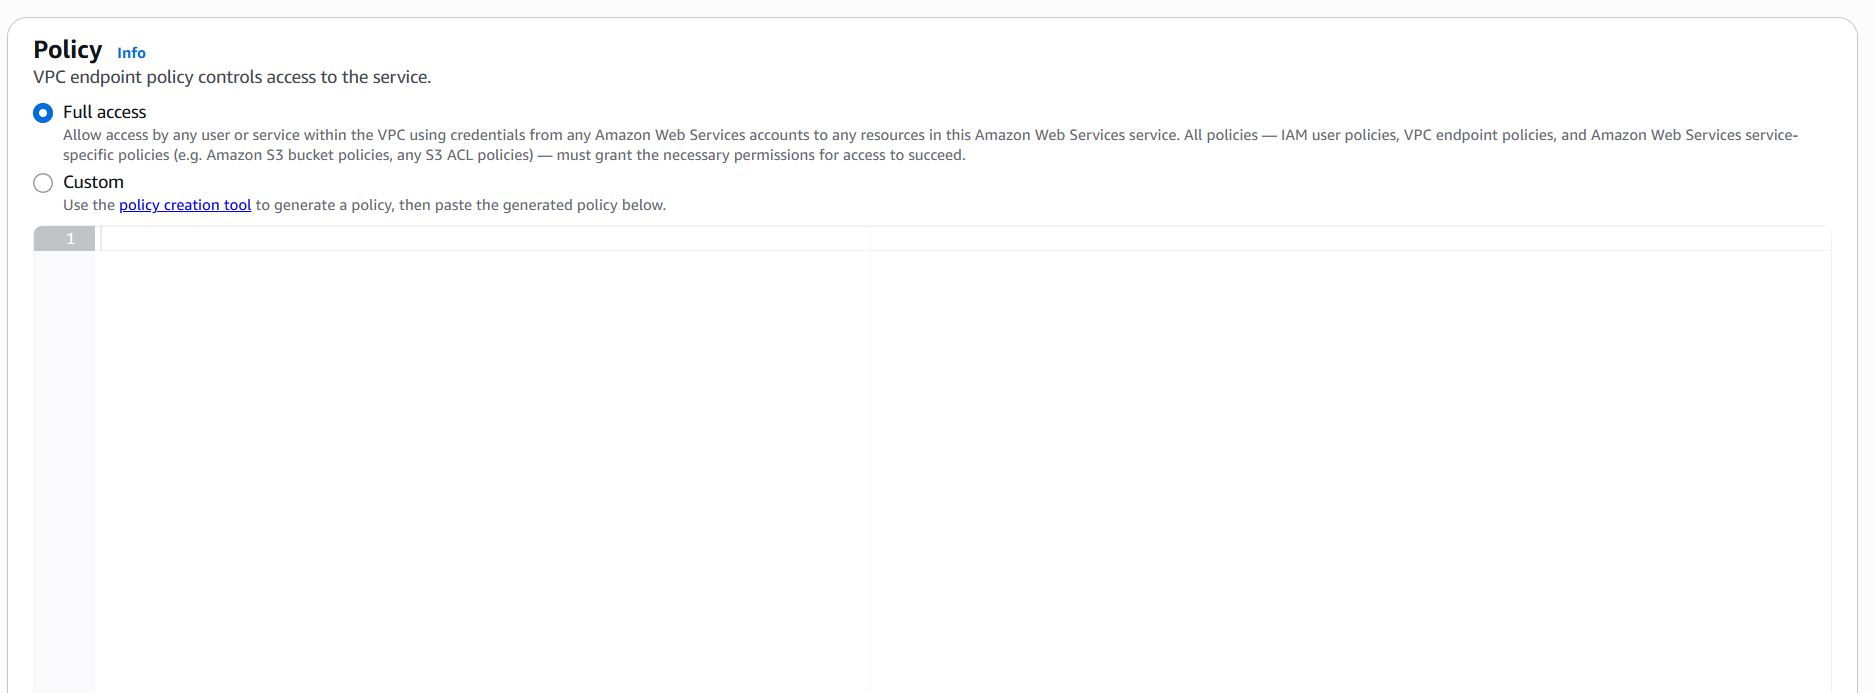 Policy Info
VPC endpoint policy controls access to the service.
Full access
Allow access by any user or service within the VPC using credentials from any Amazon Web Services accounts to any resources in this Amazon Web Services service. All policies — IAM user policies, VPC endpoint policies, and Amazon Web Services service-
specific policies (e.g. Amazon S3 bucket policies, any S3 ACL policies) — must grant the necessary permissions for access to succeed.
Custom
Use the policy creation tool to generate a policy, then paste the generated policy below.
1